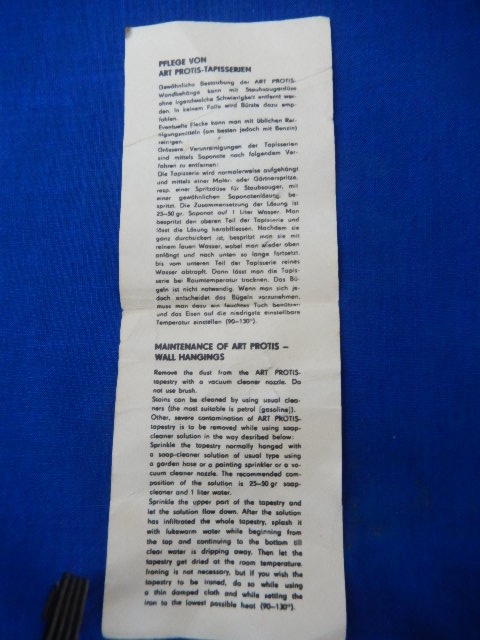 PFLEGE VON
ART PROTIS-TAPISSERIEN
Gewöhnliche Bestaubung der ART PROTIS-
Wandbehänge kann mit Staubsaugerdüse
ohne irgendwelche Schwierigkeit entfernt wer-
den. In keinem Falle wird Bürste dazu emp-
fohlen.
Eventuelle Flecke kann man mit üblichen Rei-
nigungsmitteln (am besten jedoch mit Benzin)
reinigen.
Grössere Verunreinigungen der Tapisserien
sind mittels Saponate nach folgendem Ver-
fahren zu entfernen:
Die Tapisserie wird normalerweise aufgehängt
und mittels einer Maler- oder Gärtnerspritze,
resp. einer Spritzdüse für Staubsauger, mit
einer gewöhnlichen Saponatenlösung, be-
spritzt. Die Zusammensetzung der Lösung ist
25–50 gr. Saponat auf 1 Liter Wasser. Man
bespritzt den oberen Teil der Tapisserie und
lässt die Lösung herabfliessen. Nachdem sie
ganz durchsickert ist, bespritzt man sie mit
reinem lauen Wasser, wobei man wieder oben
anfängt und nach unten so lange fortsetzt,
bis vom unteren Teil der Tapisserie reines
Wasser abtropft. Dann lässt man die Tapis-
serie bei Raumtemperatur trocknen. Das Bü-
geln ist nicht notwendig. Wenn man sich je-
doch entscheidet das Bügeln vorzunehmen,
muss man dazu ein feuchtes Tuch benützen
und das Eisen auf die niedrigste einstellbare
Temperatur einstellen (90–130°).
MAINTENANCE OF ART PROTIS –
WALL HANGINGS
Remove the dust from the ART PROTIS-
tapestry with a vacuum cleaner nozzle. Do
not use brush.
Stains can be cleaned by using usual clea-
ners (the most suitable is petrol [gasoline]).
Other, severe contamination of ART PROTIS-
tapestry is to be removed while using soap-
cleaner solution in the way desribed below:
Sprinkle the tapestry normally hanged with
a soap-cleaner solution of usual type using
a garden hose or a painting sprinkler or a va-
cuum cleaner nozzle. The recommended com-
position of the solution is 25–50 gr soap-
cleaner and 1 liter water.
Sprinkle the upper part of the tapestry and
let the solution flow down. After the solution
has infiltrated the whole tapestry, splash it
with lukewarm water while beginning from
the top and continuing to the bottom till
clear water is dripping away. Then let the
tapestry get dried at the room temperature.
Ironing is not necessary, but if you wish the
tapestry to be ironed, do so while using
a thin damped cloth and while setting the
iron to the lowest possible heat (90–130°).